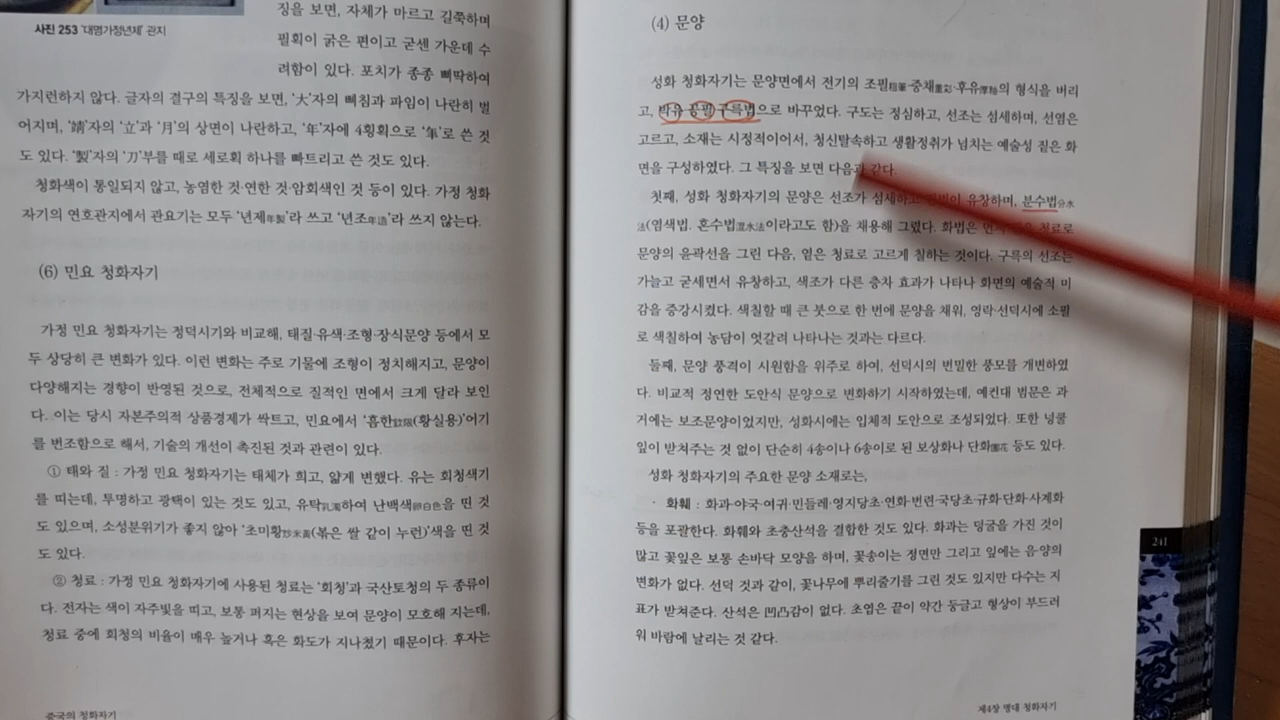 사진 253 '대명가정년제' 관지
징을 보면, 자체가 마르고 길쭉하며
필획이 굵은 편이고 굳센 가운데 수
려함이 있다. 포치가 종종 삐딱하여
가지런하지 않다. 글자의 결구의 특징을 보면, '大'자의 삐침과 파임이 나란히 벌
어지며, '靖'자의 '立'과 '月'의 상면이 나란하고, '年'자에 4횡획으로 쓴 것
도 있다. '製'자의 '刀'부를 때로 세로획 하나를 빠트리고 쓴 것도 있다.
청화색이 통일되지 않고, 농염한 것·연한 것·암회색인 것 등이 있다. 가정 청화
자기의 연호관지에서 관요기는 모두 '년제年製'라 쓰고 '년조年造'라 쓰지 않는다.
(6) 민요 청화자기
가정 민요 청화자기는 정덕시기와 비교해, 태질·유색·조형·장식문양 등에서 모
두 상당히 큰 변화가 있다. 이런 변화는 주로 기물에 조형이 정치해지고, 문양이
다양해지는 경향이 반영된 것으로, 전체적으로 질적인 면에서 크게 달라 보인
다. 이는 당시 자본주의적 상품경제가 싹트고, 민요에서 '흠한欽限(황실용)'어기
를 번조함으로 해서, 기술의 개선이 촉진된 것과 관련이 있다.
① 태와 질 : 가정 민요 청화자기는 태체가 희고, 얇게 변했다. 유는 회청색기
를 띠는데, 투명하고 광택이 있는 것도 있고, 유탁乳濁하여 난백색卵白色을 띤 것
도 있으며, 소성분위기가 좋지 않아 '초미황炒米黃(볶은 쌀 같이 누런)'색을 띤 것
도 있다.
② 청료 : 가정 민요 청화자기에 사용된 청료는 '회청'과 국산토청의 두 종류이
다. 전자는 색이 자주빛을 띠고, 보통 퍼지는 현상을 보여 문양이 모호해 지는데,
청료 중에 회청의 비율이 매우 높거나 혹은 화도가 지나쳤기 때문이다. 후자는
중국의 청화자기
(4) 문양
성화 청화자기는 문양면에서 전기의 조필粗筆·중채重彩·후유厚釉의 형식을 버리
고, 박유·공필·구륵법으로 바꾸었다. 구도는 정심하고, 선조는 섬세하며, 선염은
고르고, 소재는 시정적이어서, 청신탈속하고 생활정취가 넘치는 예술성 짙은 화
면을 구성하였다. 그 특징을 보면 다음과 같다.
첫째, 성화 청화자기의 문양은 선조가 섬세하고 유창하며, 분수법分水
法(염색법. 혼수법混水法이라고도 함)을 채용해 그렸다. 화법은 먼저 청료로
문양의 윤곽선을 그린 다음, 옅은 청료로 고르게 칠하는 것이다. 구륵의 선조는
가늘고 굳세면서 유창하고, 색조가 다른 층차 효과가 나타나 화면의 예술적 미
감을 증강시켰다. 색칠할 때 큰 붓으로 한 번에 문양을 채워, 영락·선덕시에 소필
로 색칠하여 농담이 엇갈려 나타나는 것과는 다르다.
둘째, 문양 풍격이 시원함을 위주로 하여, 선덕시의 번밀한 풍모를 개변하였
다. 비교적 정연한 도안식 문양으로 변화하기 시작하였는데, 예컨대 범문은 과
거에는 보조문양이었지만, 성화시에는 입체적 도안으로 조성되었다. 또한 넝쿨
잎이 받쳐주는 것 없이 단순히 4송이나 6송이로 된 보상화나 단화團花 등도 있다.
성화 청화자기의 주요한 문양 소재로는,
· 화훼 : 화과·야국·여귀·민들레·영지당초·연화·번련·국당초·규화·단화·사계화
등을 포괄한다. 화훼와 초충산석을 결합한 것도 있다. 화과는 덩굴을 가진 것이
많고 꽃잎은 보통 손바닥 모양을 하며, 꽃송이는 정면만 그리고 잎에는 음·양의
변화가 없다. 선덕 것과 같이, 꽃나무에 뿌리줄기를 그린 것도 있지만 다수는 지
표가 받쳐준다. 산석은 凹凸감이 없다. 초엽은 끝이 약간 둥글고 형상이 부드러
워 바람에 날리는 것 같다.
241
제4장 명대 청화자기